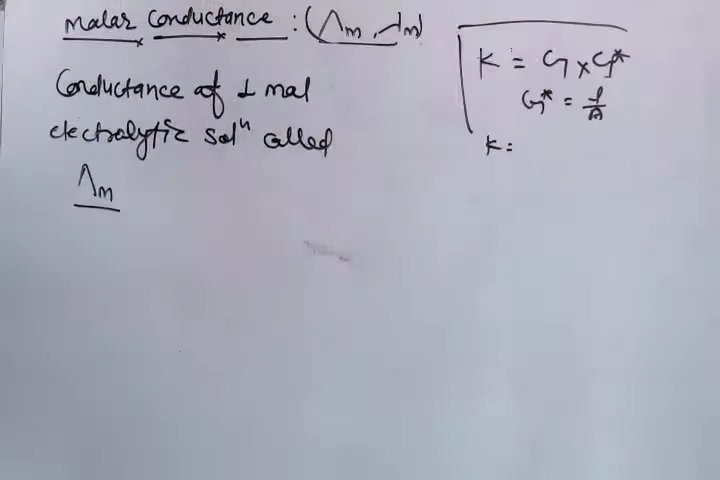 Molar Conductance : (Λm, λm)
Conductance of 1 mol
electrolytic solⁿ called
Λm
K = G × G*
G* = l/A
K =